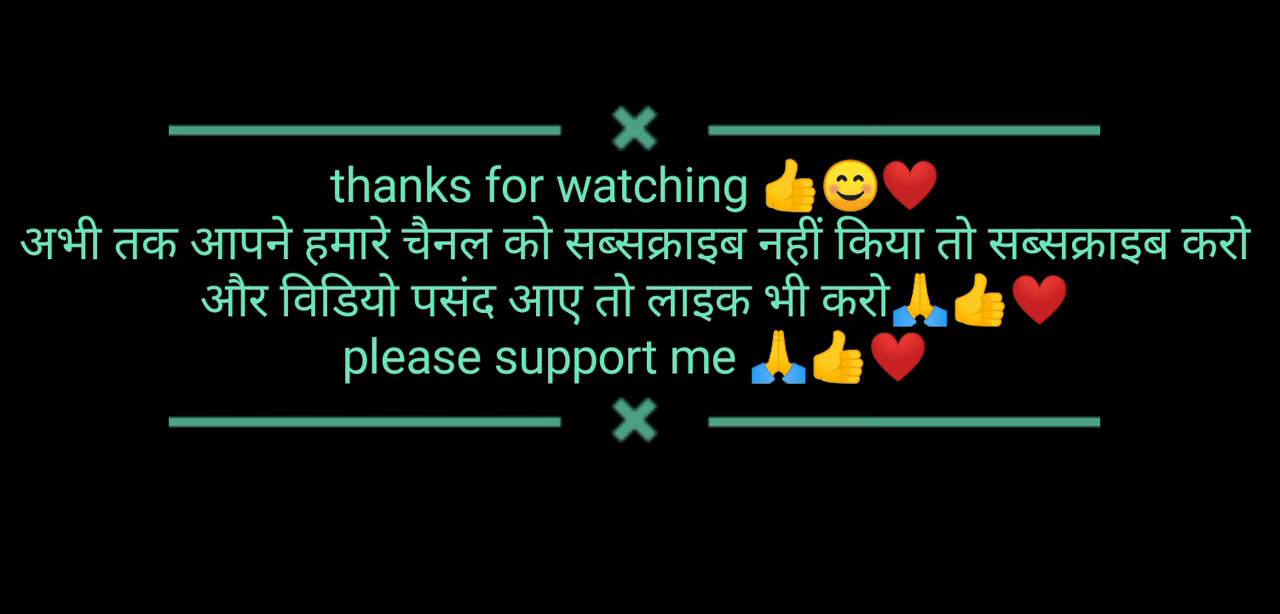 thanks for watching 👍😊❤️
अभी तक आपने हमारे चैनल को सब्सक्राइब नहीं किया तो सब्सक्राइब करो
और विडियो पसंद आए तो लाइक भी करो🙏👍❤️
please support me 🙏👍❤️